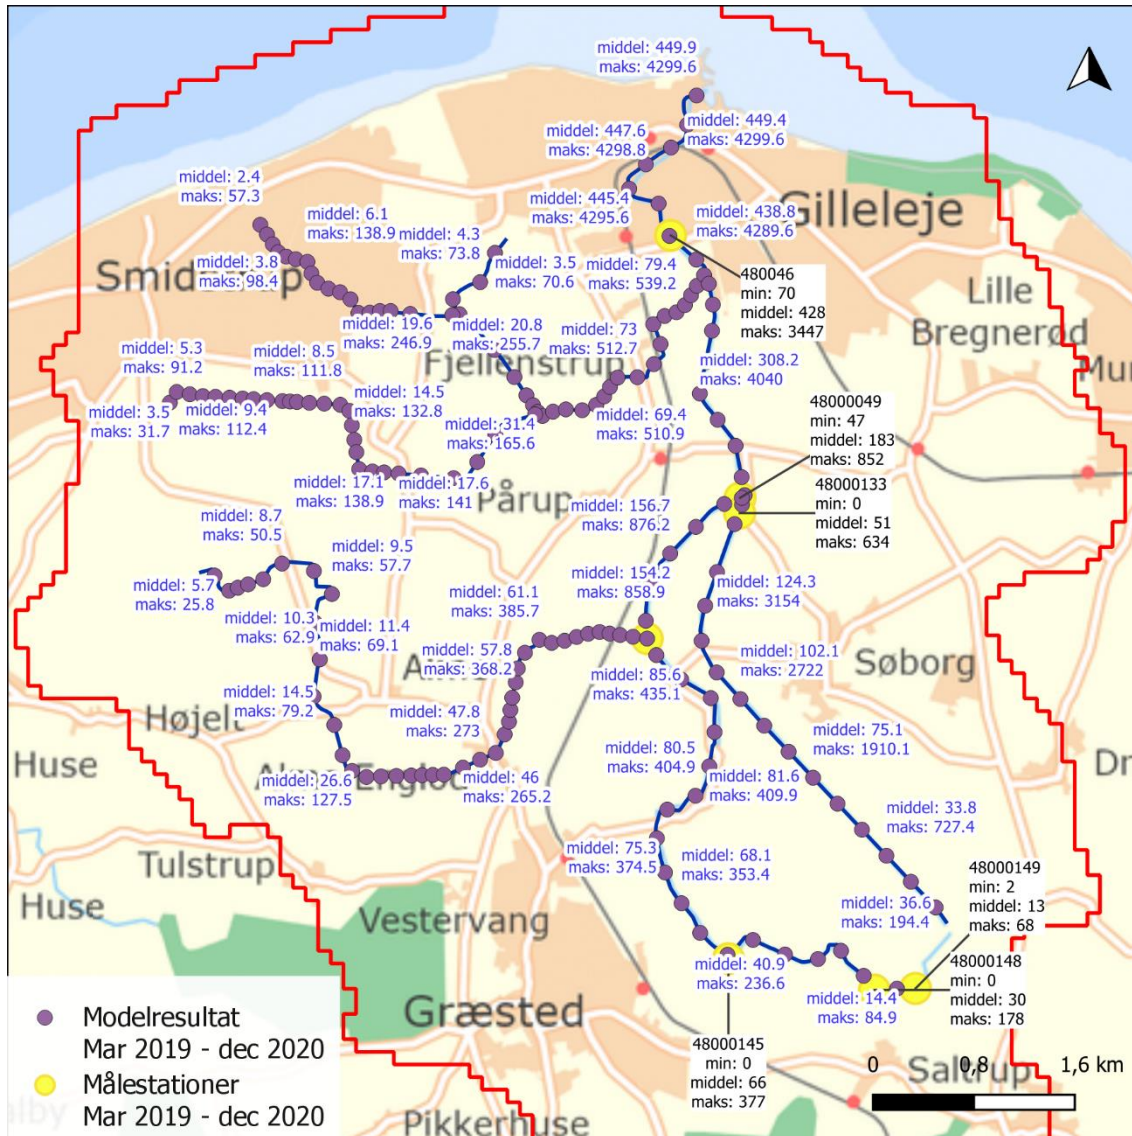 middel: 449.9
maks: 4299.6
middel: 449.4
maks: 4299.6
middel: 447.6
maks: 4298.8
middel: 2.4
maks: 57.3
middel: 445.4
maks: 4295.6
Gilleleje
middel: 6.1
maks: 138.9
middel: 438.8
maks: 4289.6
middel: 4.3
maks: 73.8
middel: 3.8
maks: 98.4
middel: 3.5
maks: 70.6
middel: 79.4
maks: 539.2
480046
min: 70
middel: 428
maks: 3447
Lille
Bregnerød
middel: 19.6
maks: 246.9
middel: 20.8
maks: 255.7
middel: 73
maks: 512.7
Fjellenstrup
middel: 5.3
maks: 91.2
middel: 8.5
maks: 111.8
middel: 308.2
maks: 4040
middel: 3.5
maks: 31.7
middel: 9.4
maks: 112.4
middel: 14.5
maks: 132.8
middel: 31.4
maks: 165.6
middel: 69.4
maks: 510.9
48000049
min: 47
middel: 183
maks: 852
middel: 17.1
maks: 138.9
middel: 17.6
maks: 141
Pårup
48000133
min: 0
middel: 51
maks: 634
middel: 156.7
maks: 876.2
middel: 8.7
maks: 50.5
middel: 9.5
maks: 57.7
middel: 5.7
maks: 25.8
middel: 154.2
maks: 858.9
middel: 124.3
maks: 3154
middel: 61.1
maks: 385.7
middel: 10.3
maks: 62.9
middel: 11.4
maks: 69.1
middel: 57.8
maks: 368.2
middel: 102.1
maks: 2722
Søborg
middel: 85.6
maks: 435.1
middel: 14.5
maks: 79.2
Højelt
middel: 47.8
maks: 273
middel: 75.1
maks: 1910.1
middel: 80.5
maks: 404.9
Huse
middel: 26.6
maks: 127.5
middel: 46
maks: 265.2
middel: 81.6
maks: 409.9
middel: 33.8
maks: 727.4
Tulstrup
middel: 75.3
maks: 374.5
middel: 68.1
maks: 353.4
Huse
Vestervang
middel: 36.6
maks: 194.4
48000149
min: 2
middel: 13
maks: 68
middel: 40.9
maks: 236.6
48000148
min: 0
middel: 30
maks: 178
middel: 14.4
maks: 84.9
Græsted
48000145
min: 0
middel: 66
maks: 377
Modelresultat
Mar 2019 - dec 2020
Målestationer
Mar 2019 - dec 2020
0 0,8 1,6 km
Saltrup
Pikkerhuse